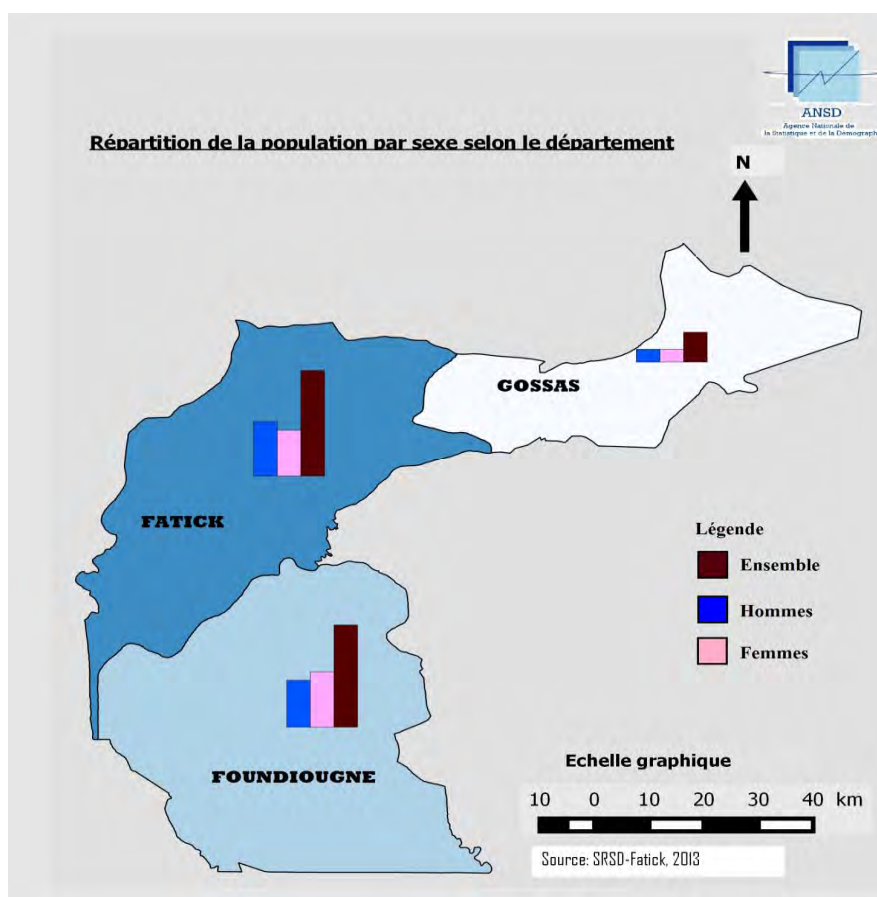 ANSD
Agence Nationale de
la Statistique et de la Démograph
Répartition de la population par sexe selon le département
N
GOSSAS
FATICK
Légende
Ensemble
Hommes
Femmes
FOUNDIOUGNE
Echelle graphique
10 0 10 20 30 40 km
Source: SRSD-Fatick, 2013